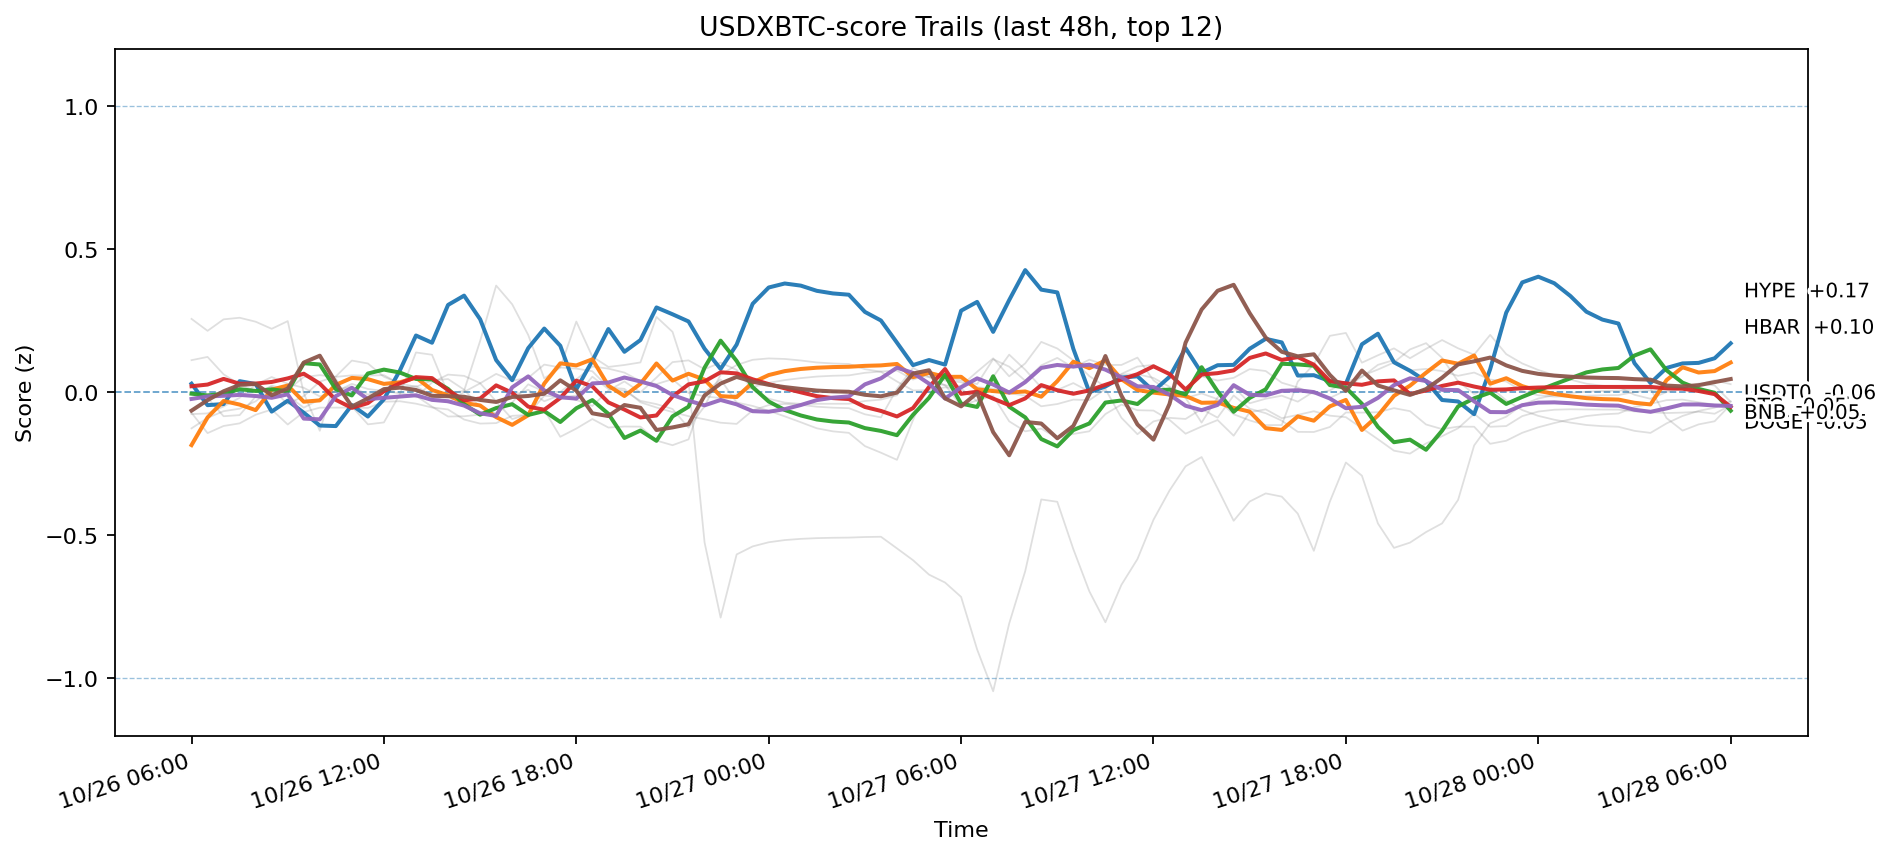 USDXBTC-score Trails (last 48h, top 12)
Score (z)
1.0
0.5
0.0
−0.5
−1.0
HYPE +0.17
HBAR +0.10
USDT0 -0.06
BNB +0.05
DOGE -0.05
10/26 06:00
10/26 12:00
10/26 18:00
10/27 00:00
10/27 06:00
10/27 12:00
10/27 18:00
10/28 00:00
10/28 06:00
Time